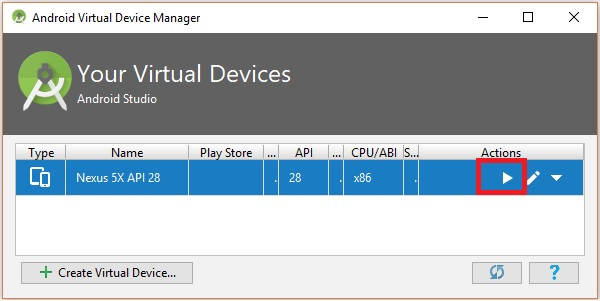 Android Virtual Device Manager
Your Virtual Devices
Android Studio
Type Name Play Store ... API ... CPU/ABI S... Actions
Nexus 5X API 28 . 28 . x86 .
+ Create Virtual Device...
?